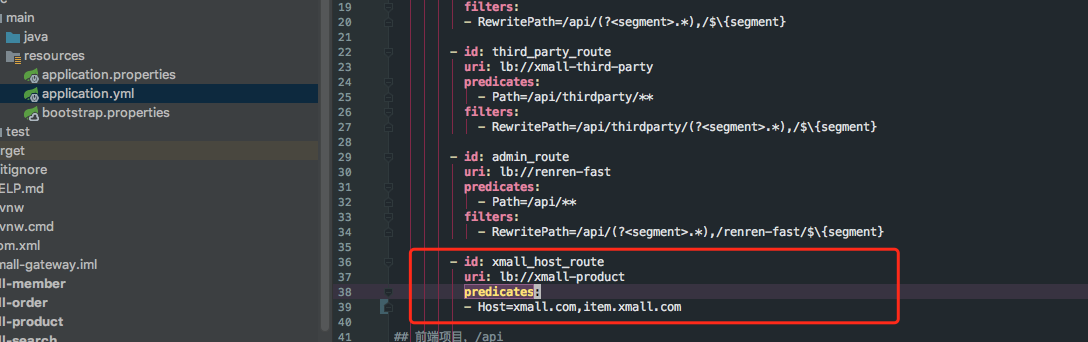 main
java
resources
application.properties
application.yml
bootstrap.properties
test
rget
itignore
ELP.md
vnw
vnw.cmd
om.xml
mall-gateway.iml
ll-member
ll-order
ll-product
ll-search
19 filters:
20 - RewritePath=/api/(?<segment>.*),/$\{segment}
21
22 - id: third_party_route
23 uri: lb://xmall-third-party
24 predicates:
25 - Path=/api/thirdparty/**
26 filters:
27 - RewritePath=/api/thirdparty/(?<segment>.*),/$\{segment}
28
29 - id: admin_route
30 uri: lb://renren-fast
31 predicates:
32 - Path=/api/**
33 filters:
34 - RewritePath=/api/(?<segment>.*),/renren-fast/$\{segment}
35
36 - id: xmall_host_route
37 uri: lb://xmall-product
38 predicates:
39 - Host=xmall.com,item.xmall.com
40
41 ## 前端项目，/api